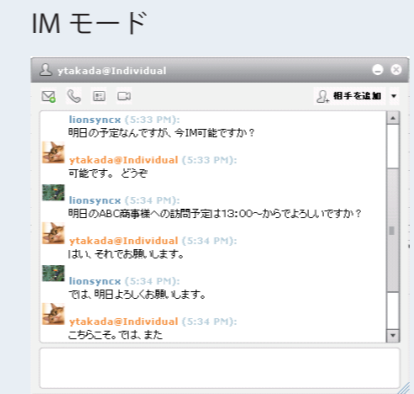 IM モード
ytakada@Individual
相手を追加
lionsyncx (5:33 PM):
明日の予定なんですが、今IM可能ですか？
ytakada@Individual (5:33 PM):
可能です。 どうぞ
lionsyncx (5:34 PM):
明日のABC商事様への訪問予定は13:00～からでよろしいですか？
ytakada@Individual (5:34 PM):
はい、それでお願いします。
lionsyncx (5:34 PM):
では、明日よろしくお願いします。
ytakada@Individual (5:34 PM):
こちらこそ。では、また